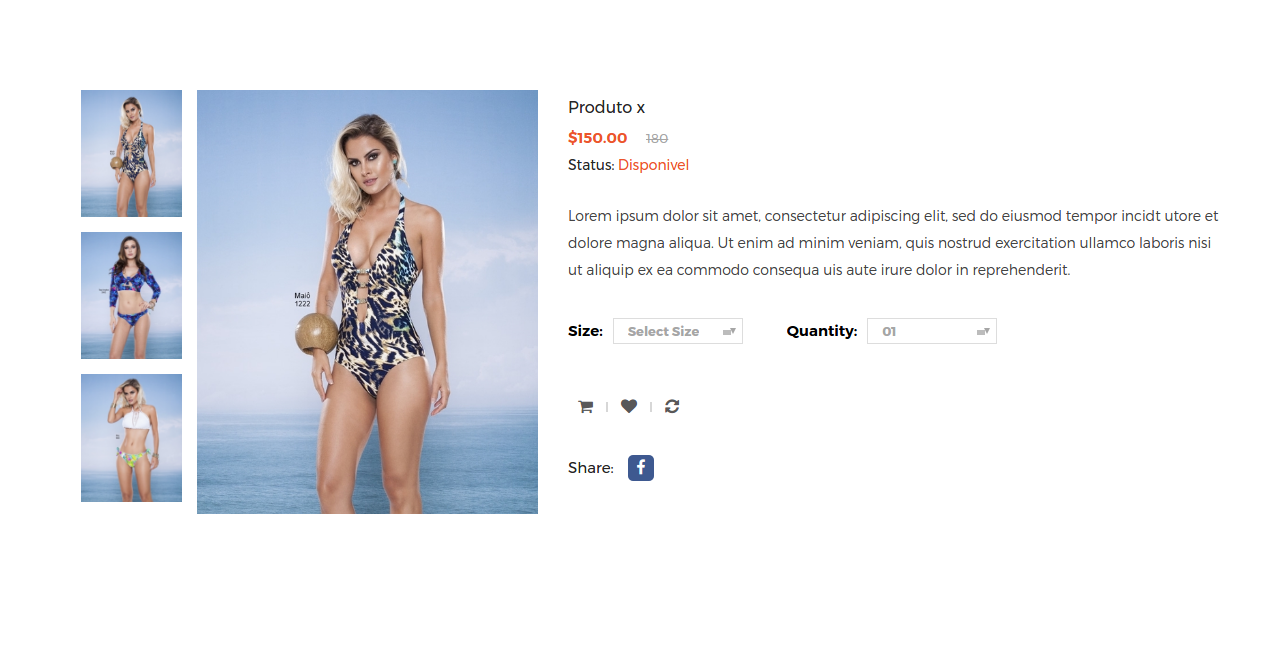 Produto x
$150.00 180
Status: Disponivel
Lorem ipsum dolor sit amet, consectetur adipiscing elit, sed do eiusmod tempor incidt utore et
dolore magna aliqua. Ut enim ad minim veniam, quis nostrud exercitation ullamco laboris nisi
ut aliquip ex ea commodo consequa uis aute irure dolor in reprehenderit.
Maiô
1222
Size: Select Size Quantity: 01
Share: f